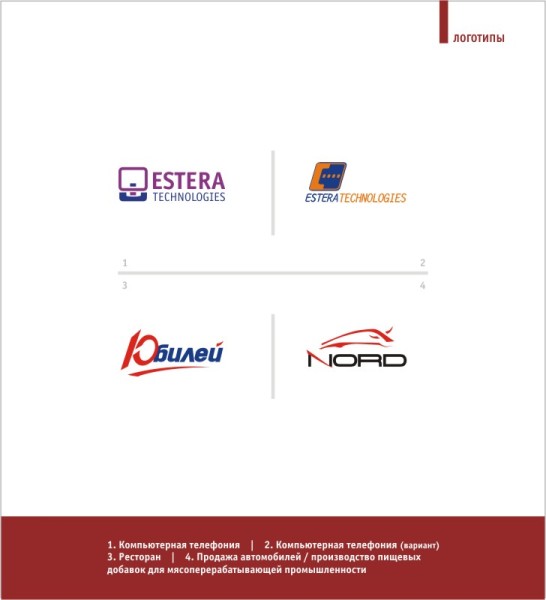 ЛОГОТИПЫ
ESTERA
TECHNOLOGIES
ESTERATECHNOLOGIES
1
2
3
4
Юбилей
NORD
1. Компьютерная телефония | 2. Компьютерная телефония (вариант)
3. Ресторан | 4. Продажа автомобилей / производство пищевых
добавок для мясоперерабатывающей промышленности